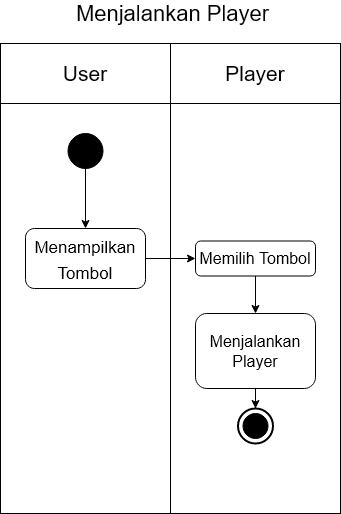 Menjalankan Player
User
Player
Menampilkan
Tombol
Memilih Tombol
Menjalankan
Player